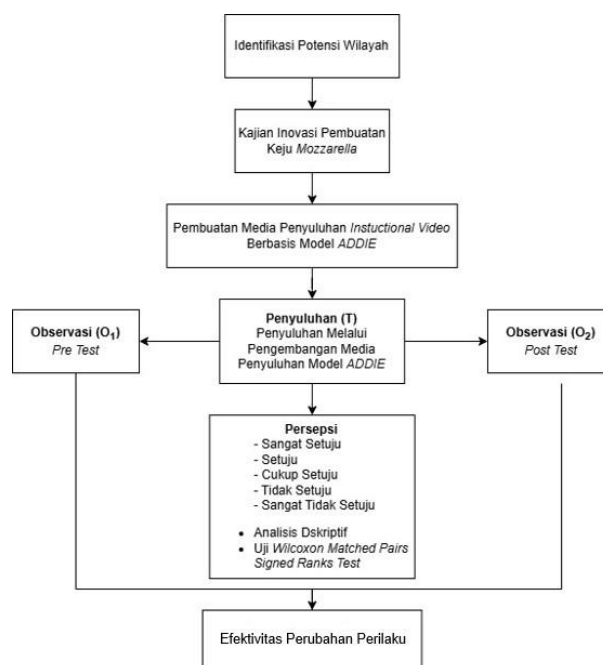 Identifikasi Potensi Wilayah
Kajian Inovasi Pembuatan
Keju Mozzarella
Pembuatan Media Penyuluhan Instuctional Video
Berbasis Model ADDIE
Observasi (O₁)
Pre Test
Penyuluhan (T)
Penyuluhan Melalui
Pengembangan Media
Penyuluhan Model ADDIE
Observasi (O₂)
Post Test
Persepsi
- Sangat Setuju
- Setuju
- Cukup Setuju
- Tidak Setuju
- Sangat Tidak Setuju
• Analisis Dskriptif
• Uji Wilcoxon Matched Pairs
Signed Ranks Test
Efektivitas Perubahan Perilaku